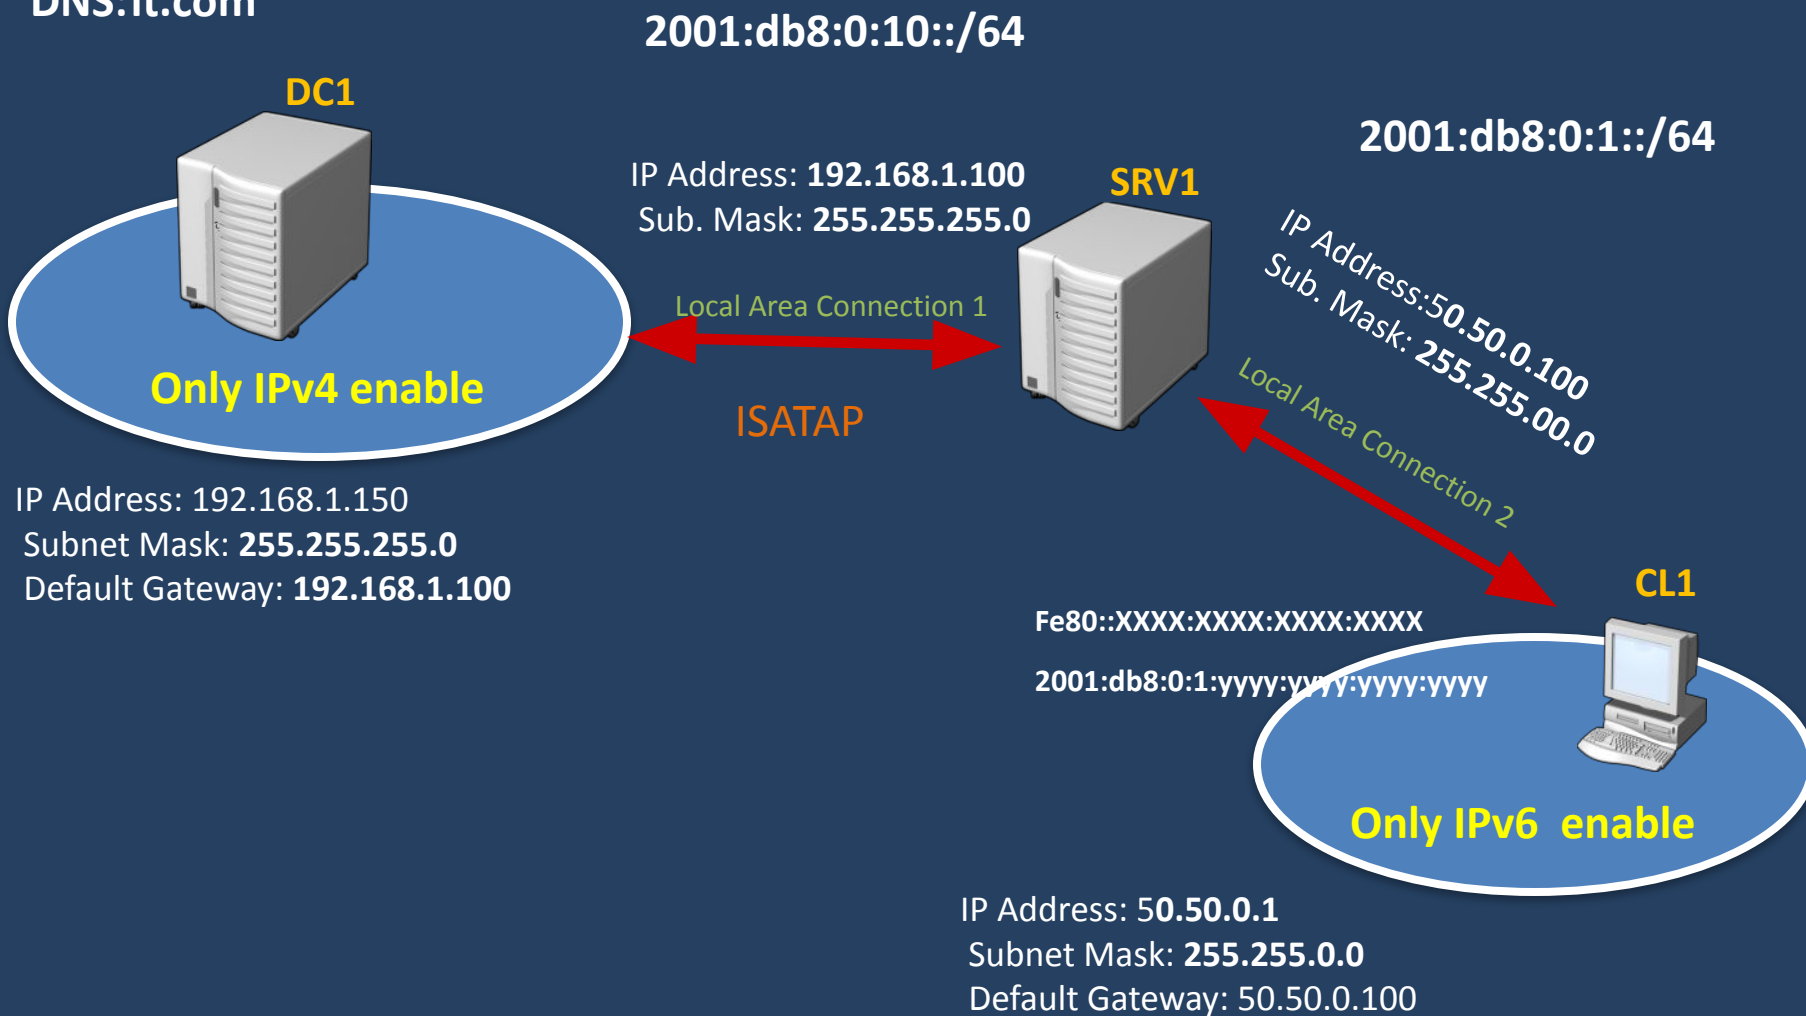 DNS:it.com
2001:db8:0:10::/64
DC1
2001:db8:0:1::/64
IP Address: 192.168.1.100
Sub. Mask: 255.255.255.0
SRV1
IP Address:50.50.0.100
Sub. Mask: 255.255.00.0
Local Area Connection 1
Local Area Connection 2
Only IPv4 enable
ISATAP
IP Address: 192.168.1.150
Subnet Mask: 255.255.255.0
Default Gateway: 192.168.1.100
CL1
Fe80::XXXX:XXXX:XXXX:XXXX
2001:db8:0:1:yyyy:yyyy:yyyy:yyyy
Only IPv6 enable
IP Address: 50.50.0.1
Subnet Mask: 255.255.0.0
Default Gateway: 50.50.0.100